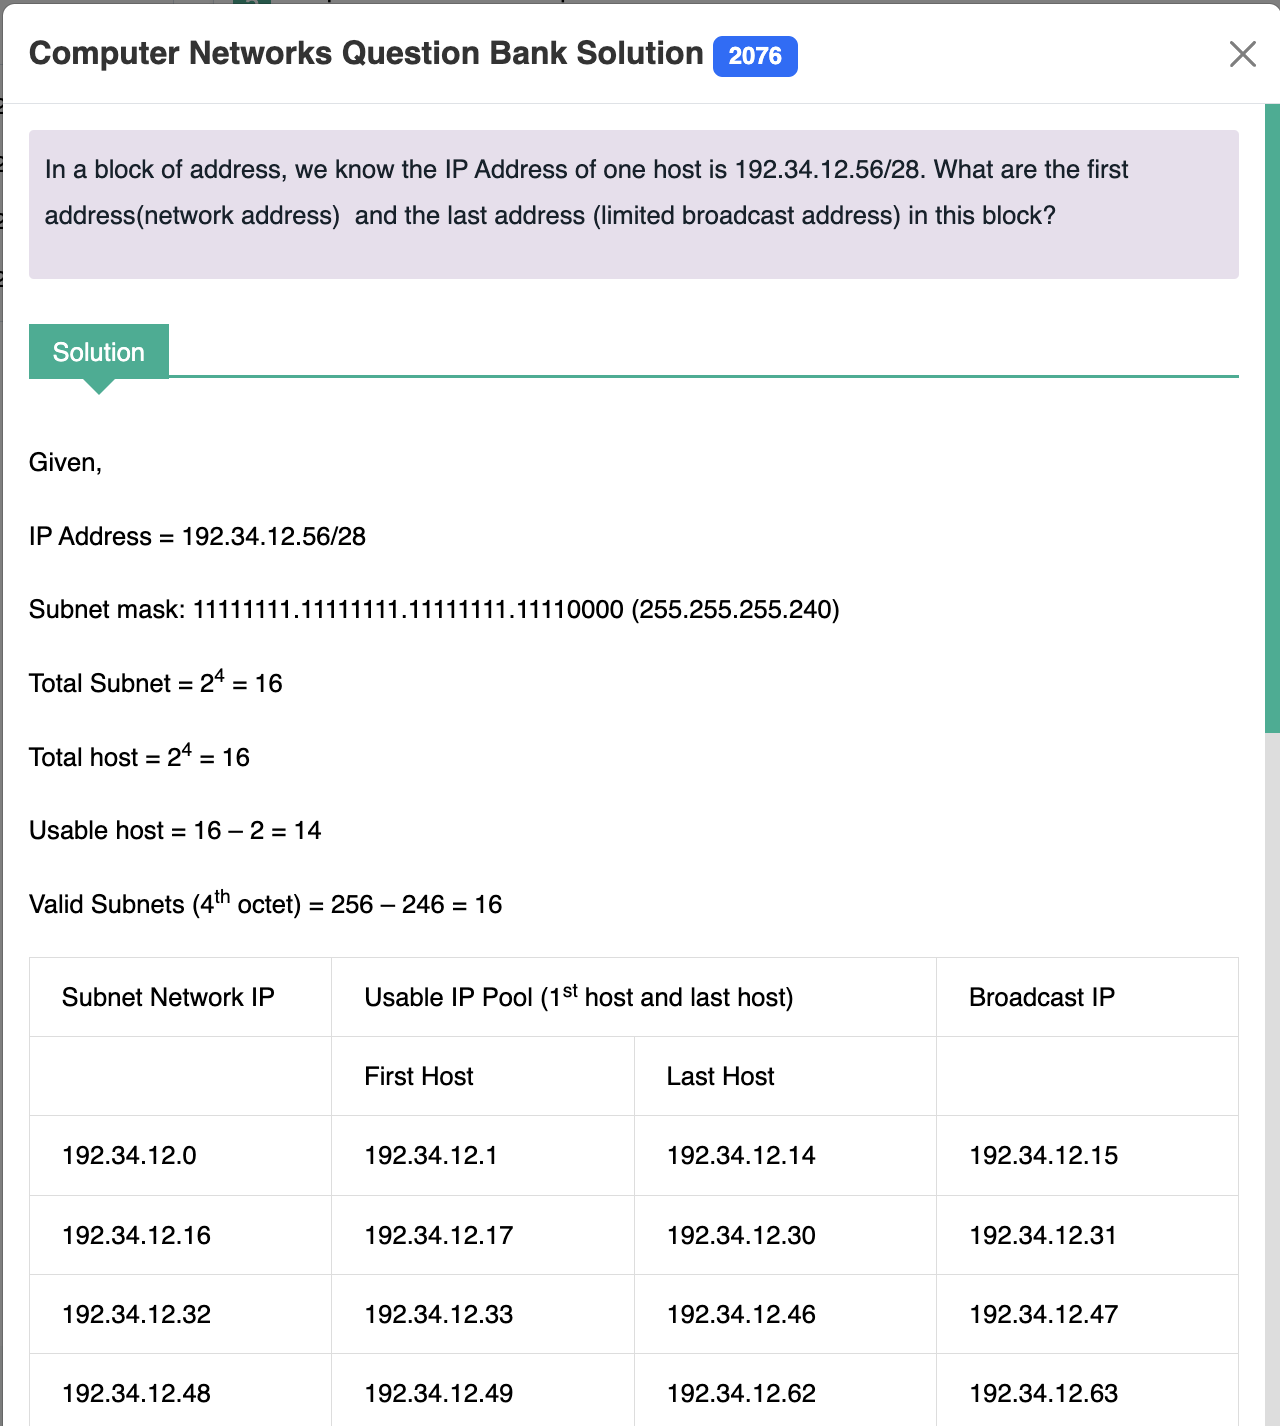 Computer Networks Question Bank Solution 2076
In a block of address, we know the IP Address of one host is 192.34.12.56/28. What are the first
address(network address)  and the last address (limited broadcast address) in this block?
Solution
Given,
IP Address = 192.34.12.56/28
Subnet mask: 11111111.11111111.11111111.11110000 (255.255.255.240)
Total Subnet = 2⁴ = 16
Total host = 2⁴ = 16
Usable host = 16 – 2 = 14
Valid Subnets (4ᵗʰ octet) = 256 – 246 = 16
Subnet Network IP Usable IP Pool (1ˢᵗ host and last host) Broadcast IP
First Host Last Host
192.34.12.0 192.34.12.1 192.34.12.14 192.34.12.15
192.34.12.16 192.34.12.17 192.34.12.30 192.34.12.31
192.34.12.32 192.34.12.33 192.34.12.46 192.34.12.47
192.34.12.48 192.34.12.49 192.34.12.62 192.34.12.63